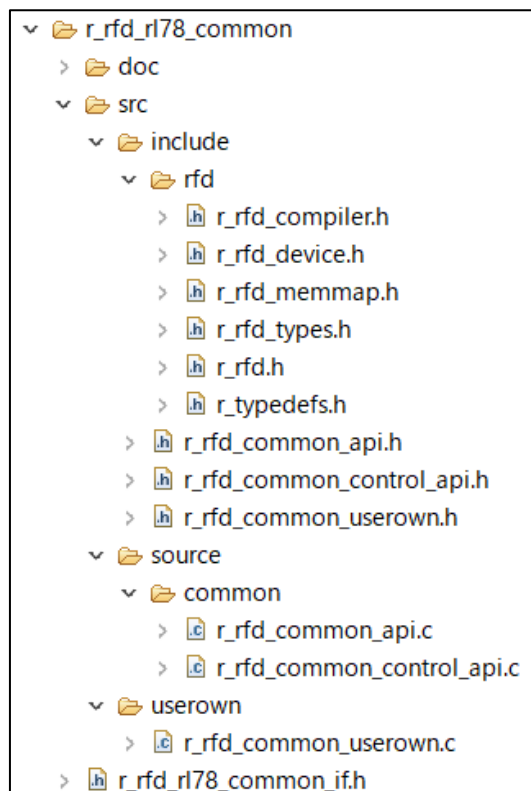 r_rfd_rl78_common
doc
src
include
rfd
r_rfd_compiler.h
r_rfd_device.h
r_rfd_memmap.h
r_rfd_types.h
r_rfd.h
r_typedefs.h
r_rfd_common_api.h
r_rfd_common_control_api.h
r_rfd_common_userown.h
source
common
r_rfd_common_api.c
r_rfd_common_control_api.c
userown
r_rfd_common_userown.c
r_rfd_rl78_common_if.h